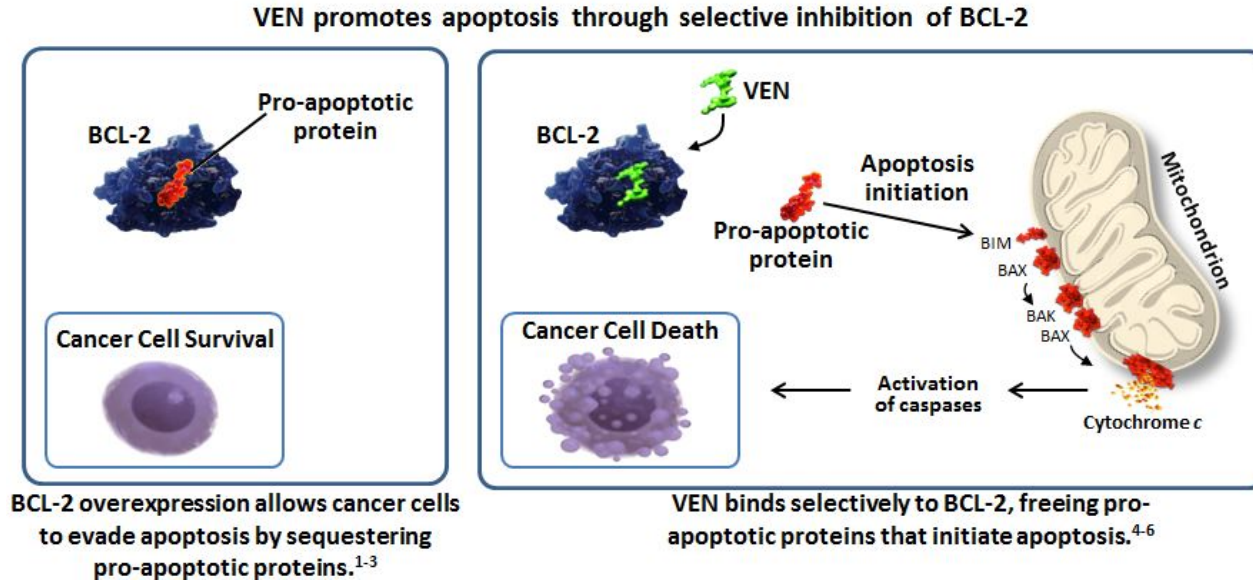 VEN promotes apoptosis through selective inhibition of BCL-2
Pro-apoptotic
protein
BCL-2
Cancer Cell Survival
BCL-2 overexpression allows cancer cells
to evade apoptosis by sequestering
pro-apoptotic proteins.1-3
VEN
BCL-2
Apoptosis
initiation
Pro-apoptotic
protein
Mitochondrion
BIM
BAX
BAK
BAX
Cytochrome c
Activation
of caspases
Cancer Cell Death
VEN binds selectively to BCL-2, freeing pro-
apoptotic proteins that initiate apoptosis.4-6